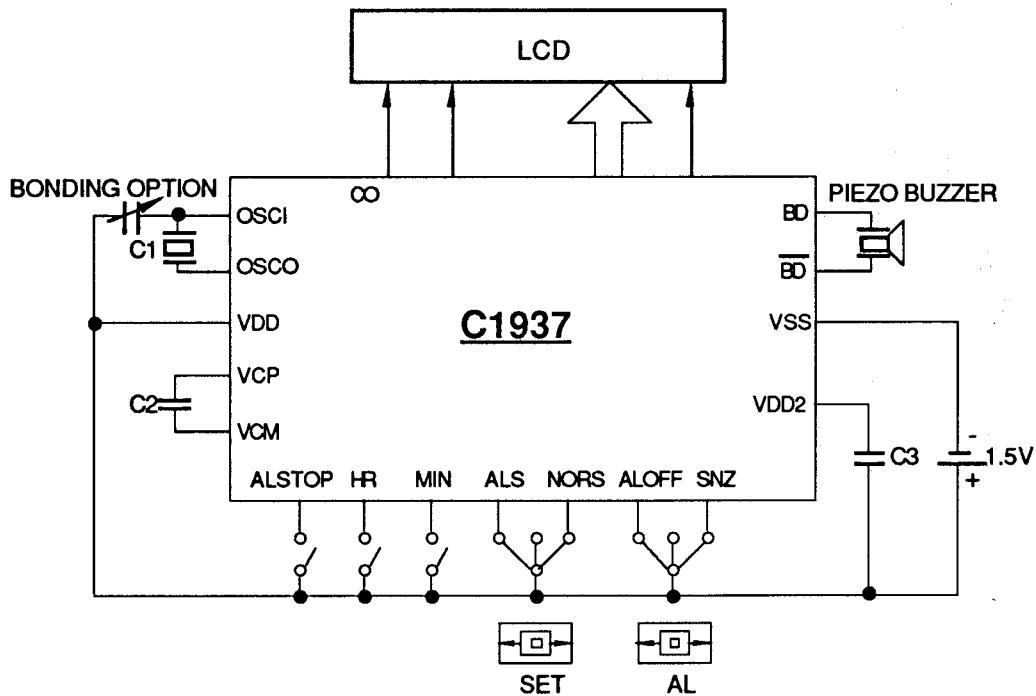 LCD
BONDING OPTION
PIEZO BUZZER
∞
OSCI
BD
C1
OSCO
BD
C1937
VDD
VSS
VCP
C2
VDD2
VCM
-
C3
1.5V
+
ALSTOP HR MIN ALS NORS ALOFF SNZ
SET AL